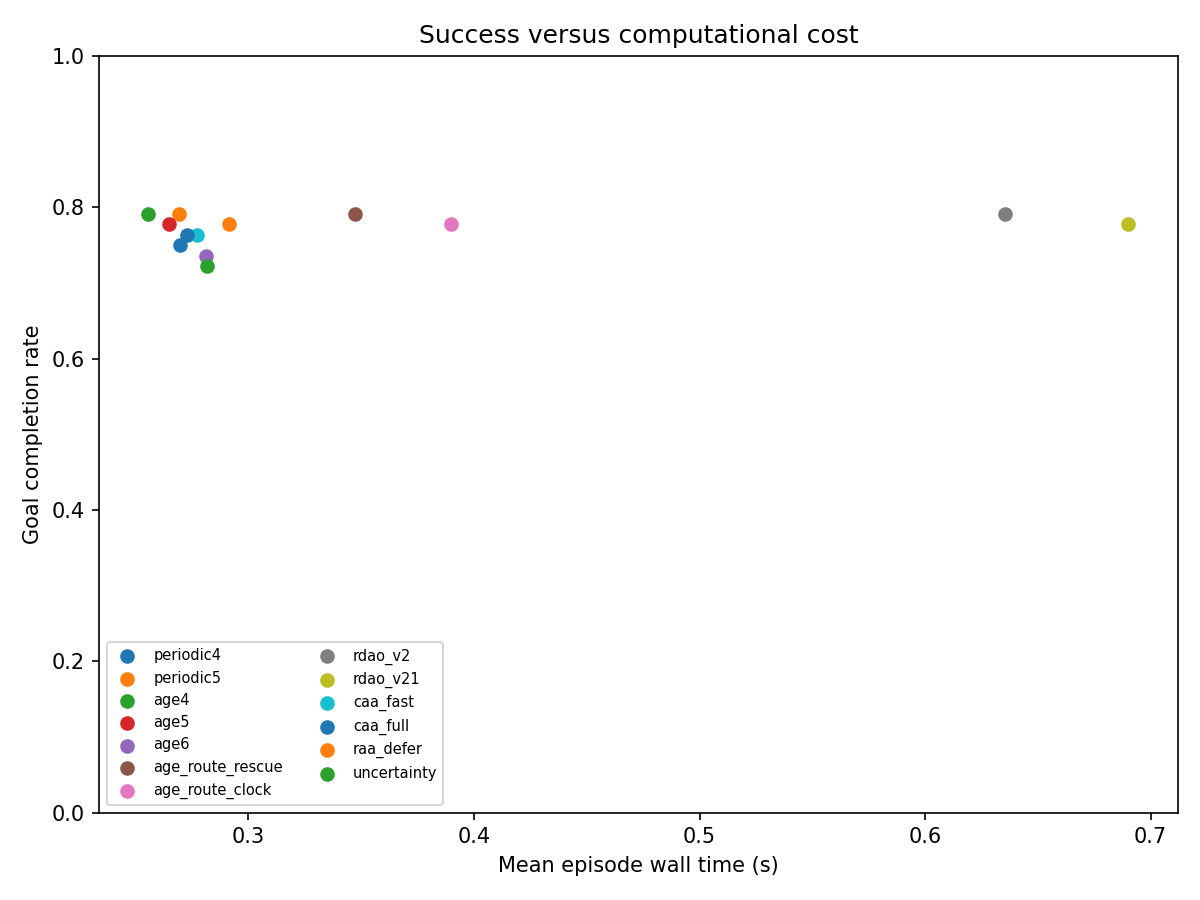 Success versus computational cost
1.0
0.8
0.6
0.4
0.2
0.0
Goal completion rate
periodic4
periodic5
age4
age5
age6
age_route_rescue
age_route_clock
rdao_v2
rdao_v21
caa_fast
caa_full
raa_defer
uncertainty
0.3 0.4 0.5 0.6 0.7
Mean episode wall time (s)